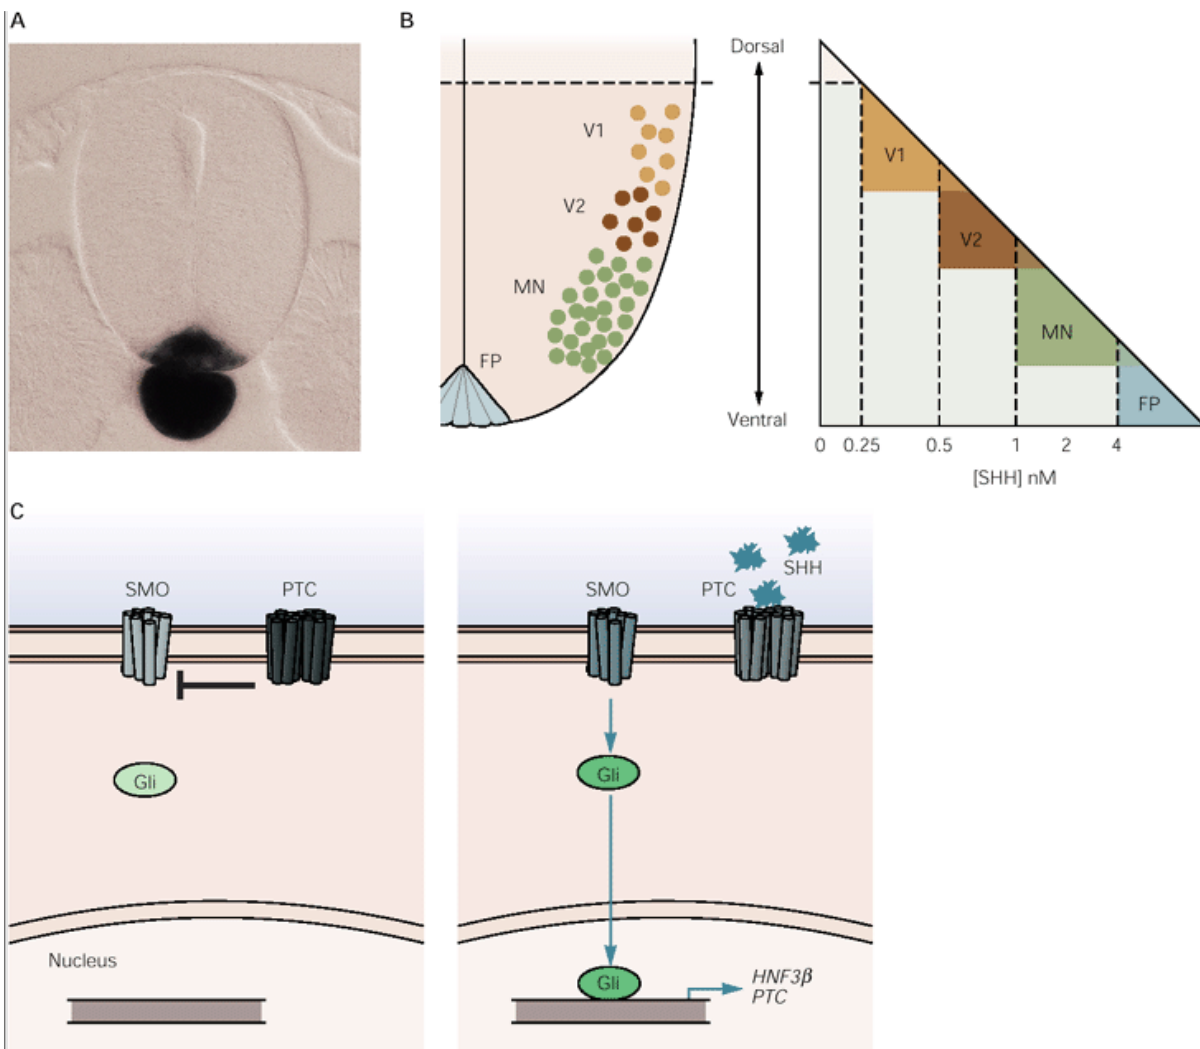 A
B
Dorsal
V1
V2
MN
FP
Ventral
V1
V2
MN
FP
0 0.25 0.5 1 2 4
[SHH] nM
C
SMO PTC
Gli
Nucleus
SHH
SMO PTC
Gli
Gli
HNF3β
PTC